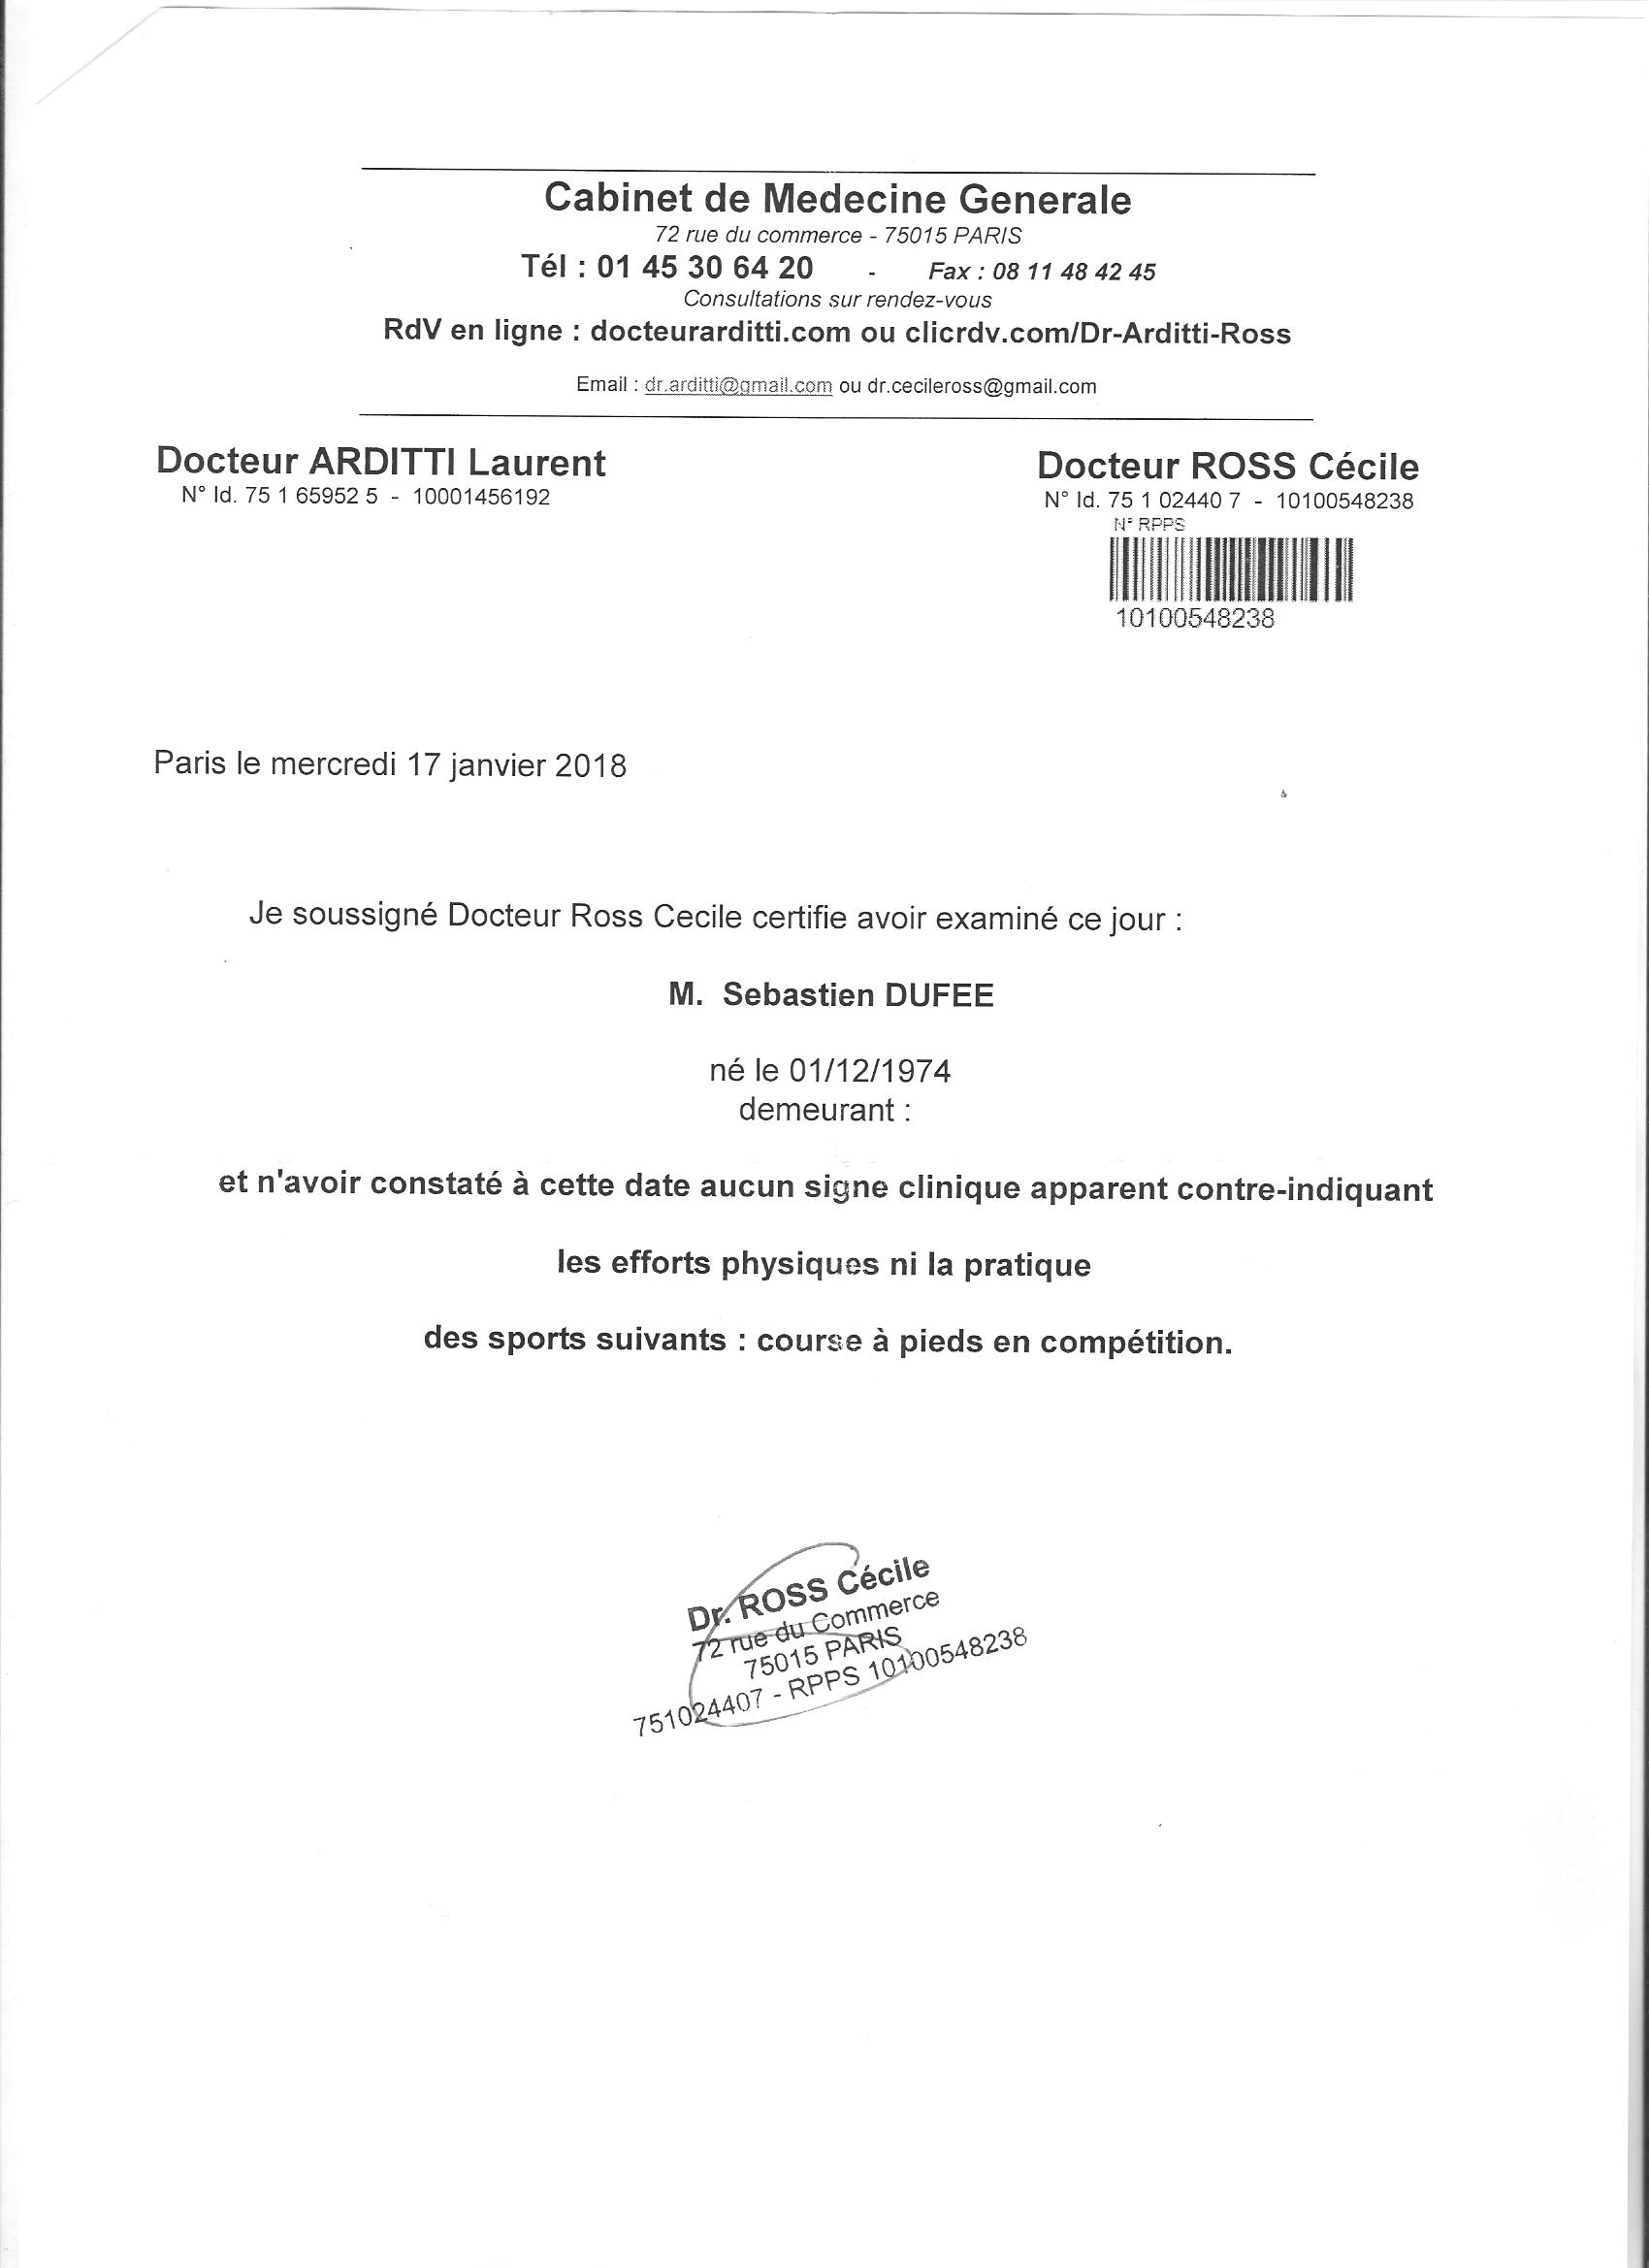 Cabinet de Medecine Generale
72 rue du commerce - 75015 PARIS
Tél : 01 45 30 64 20 - Fax : 08 11 48 42 45
Consultations sur rendez-vous
RdV en ligne : docteurarditti.com ou clicrdv.com/Dr-Arditti-Ross
Email : dr.arditti@gmail.com ou dr.cecileross@gmail.com
Docteur ARDITTI Laurent
N° Id. 75 1 65952 5 - 10001456192
Docteur ROSS Cécile
N° Id. 75 1 02440 7 - 10100548238
N° RPPS
10100548238
Paris le mercredi 17 janvier 2018
Je soussigné Docteur Ross Cecile certifie avoir examiné ce jour :
M. Sebastien DUFEE
né le 01/12/1974
demeurant :
et n'avoir constaté à cette date aucun signe clinique apparent contre-indiquant
les efforts physiques ni la pratique
des sports suivants : course à pieds en compétition.
Dr. ROSS Cécile
72 rue du Commerce
75015 PARIS
751024407 - RPPS 10100548238